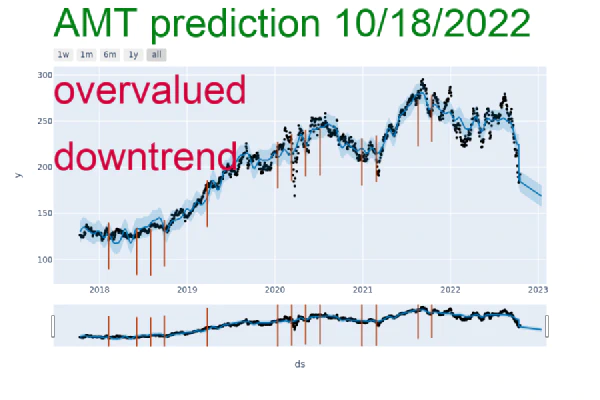 AMT prediction 10/18/2022
1w 1m 6m 1y all
overvalued
downtrend
300
250
200
150
100
y
2018 2019 2020 2021 2022 2023
ds